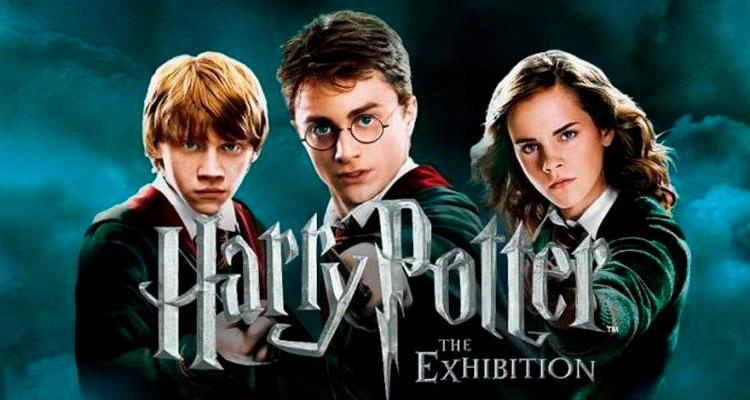 Harry Potter™
THE
EXHIBITION